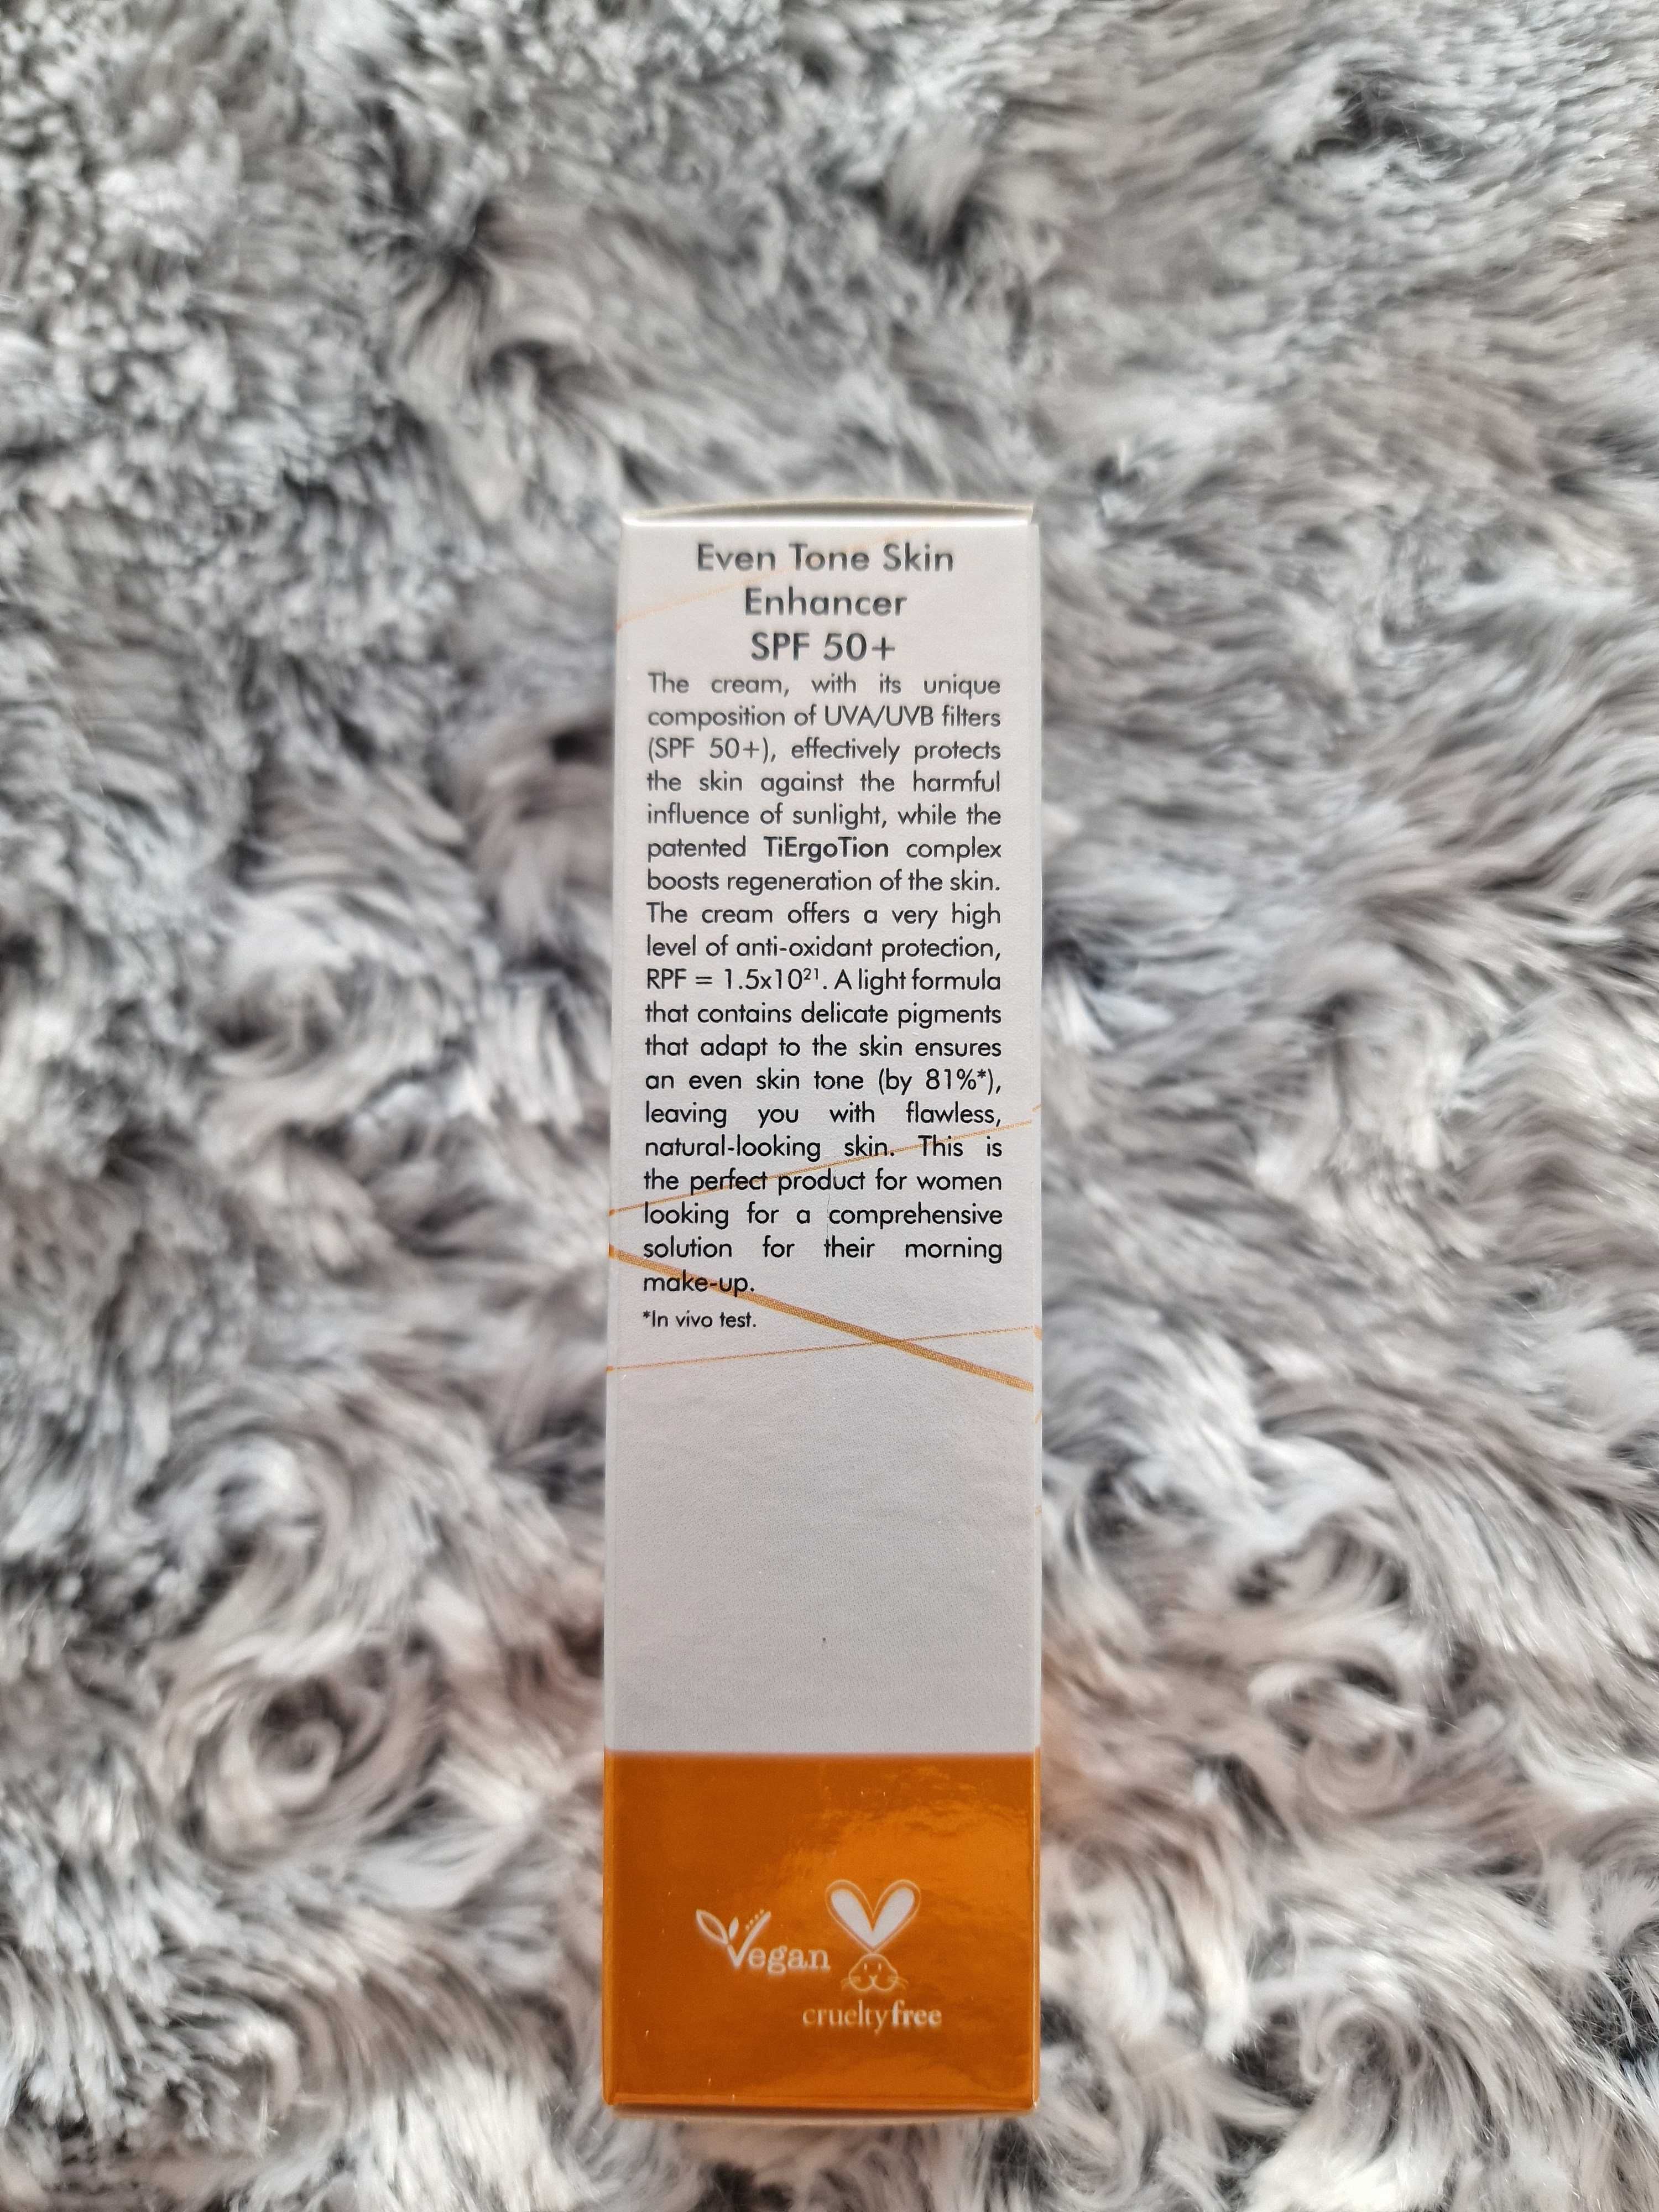 Even Tone Skin
Enhancer
SPF 50+
The cream, with its unique
composition of UVA/UVB filters
(SPF 50+), effectively protects
the skin against the harmful
influence of sunlight, while the
patented TiErgoTion complex
boosts regeneration of the skin.
The cream offers a very high
level of anti-oxidant protection,
RPF = 1.5x10²¹. A light formula
that contains delicate pigments
that adapt to the skin ensures
an even skin tone (by 81%*),
leaving you with flawless,
natural-looking skin. This is
the perfect product for women
looking for a comprehensive
solution for their morning
make-up.
*In vivo test.
Vegan
crueltyfree